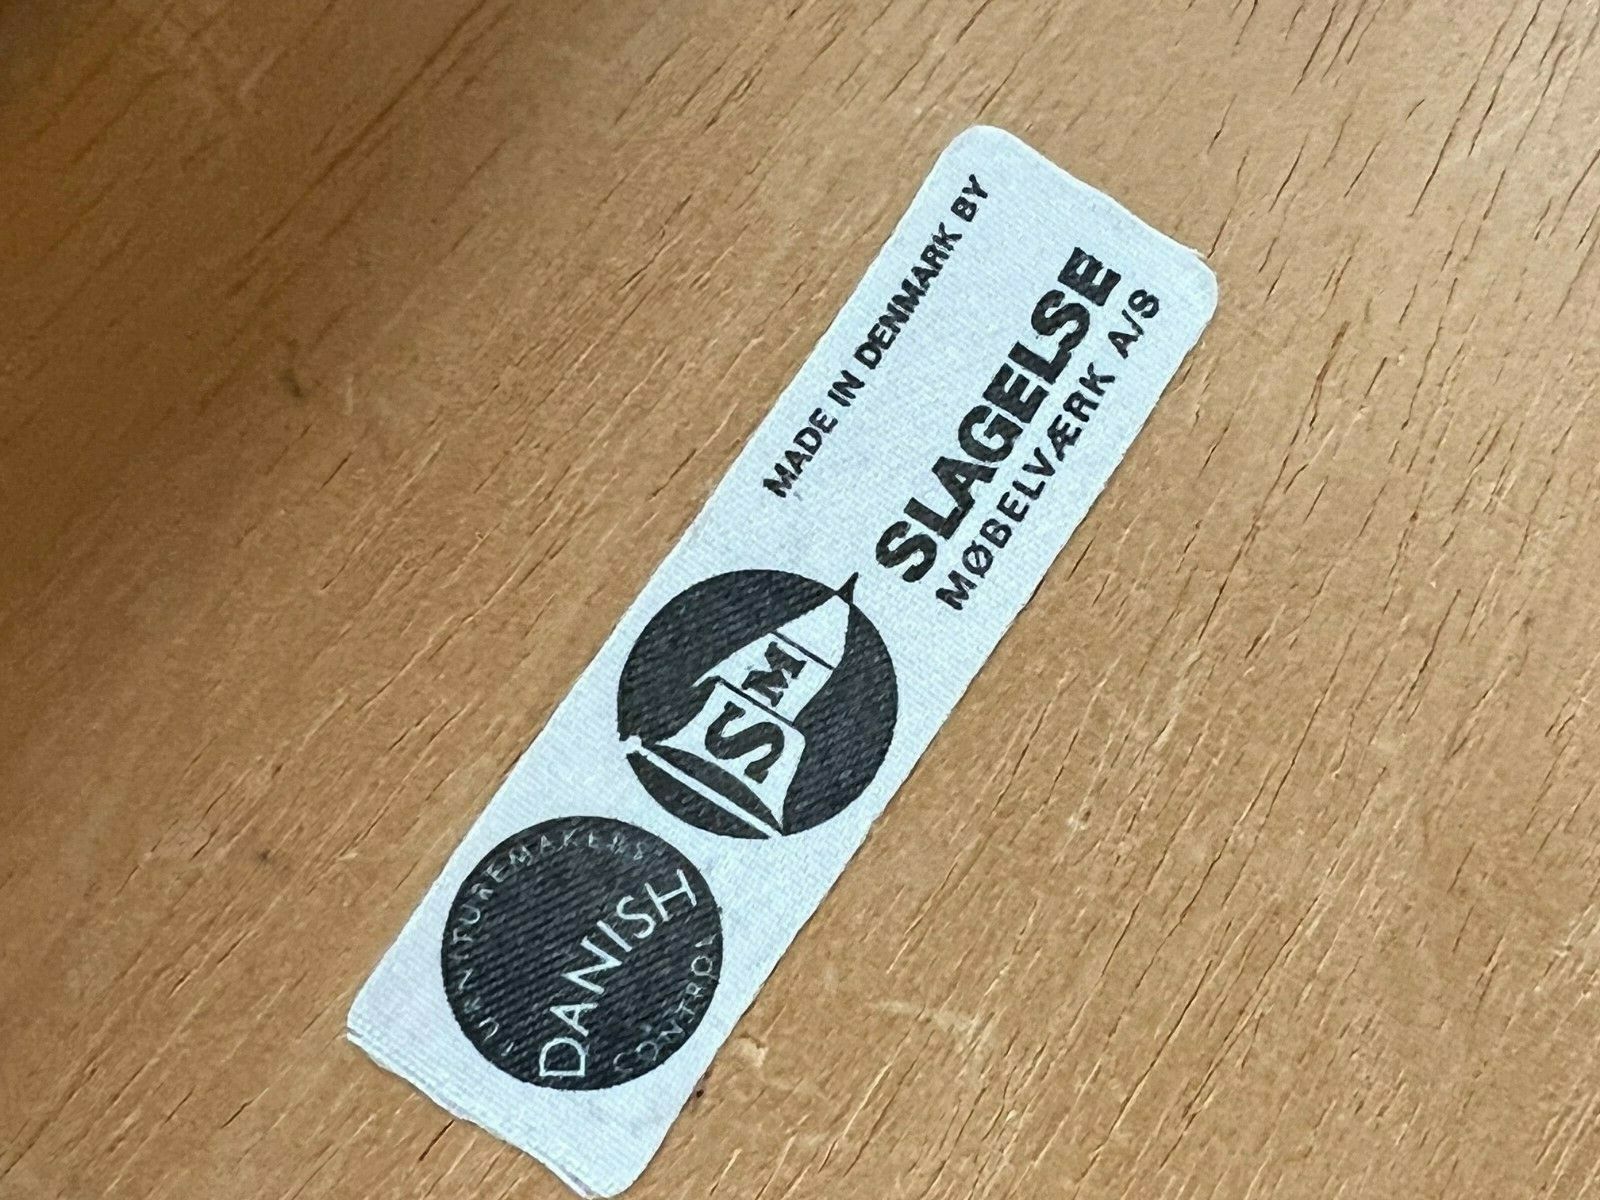 MADE IN DENMARK BY
SLAGELSE
MØBELVÆRK A/S
SM
FURNITUREMAKERS
DANISH
CONTROL